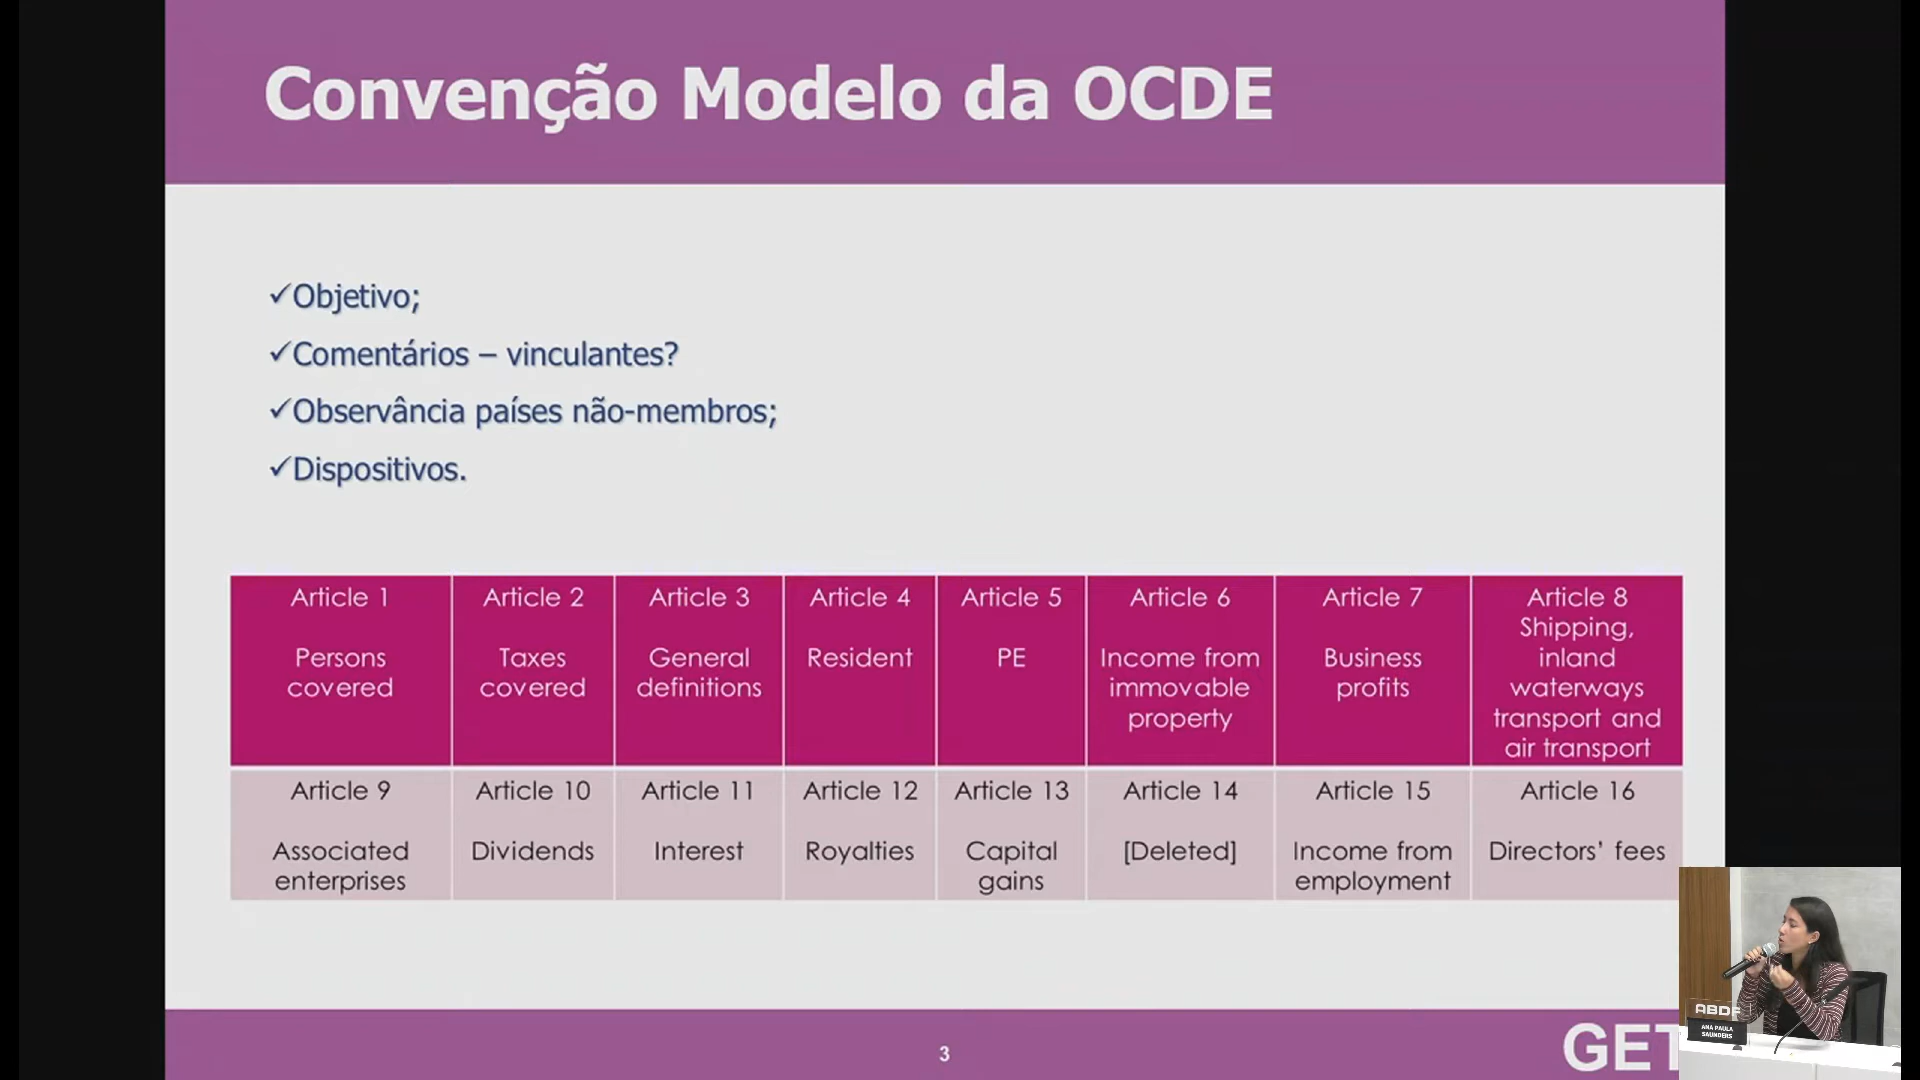 Convenção Modelo da OCDE
✓Objetivo;
✓Comentários – vinculantes?
✓Observância países não-membros;
✓Dispositivos.
Article 1
Persons
covered
Article 2
Taxes
covered
Article 3
General
definitions
Article 4
Resident
Article 5
PE
Article 6
Income from
immovable
property
Article 7
Business
profits
Article 8
Shipping,
inland
waterways
transport and
air transport
Article 9
Associated
enterprises
Article 10
Dividends
Article 11
Interest
Article 12
Royalties
Article 13
Capital
gains
Article 14
[Deleted]
Article 15
Income from
employment
Article 16
Directors’ fees
3
GET
ABDF
ANA PAULA
SAUNDERS